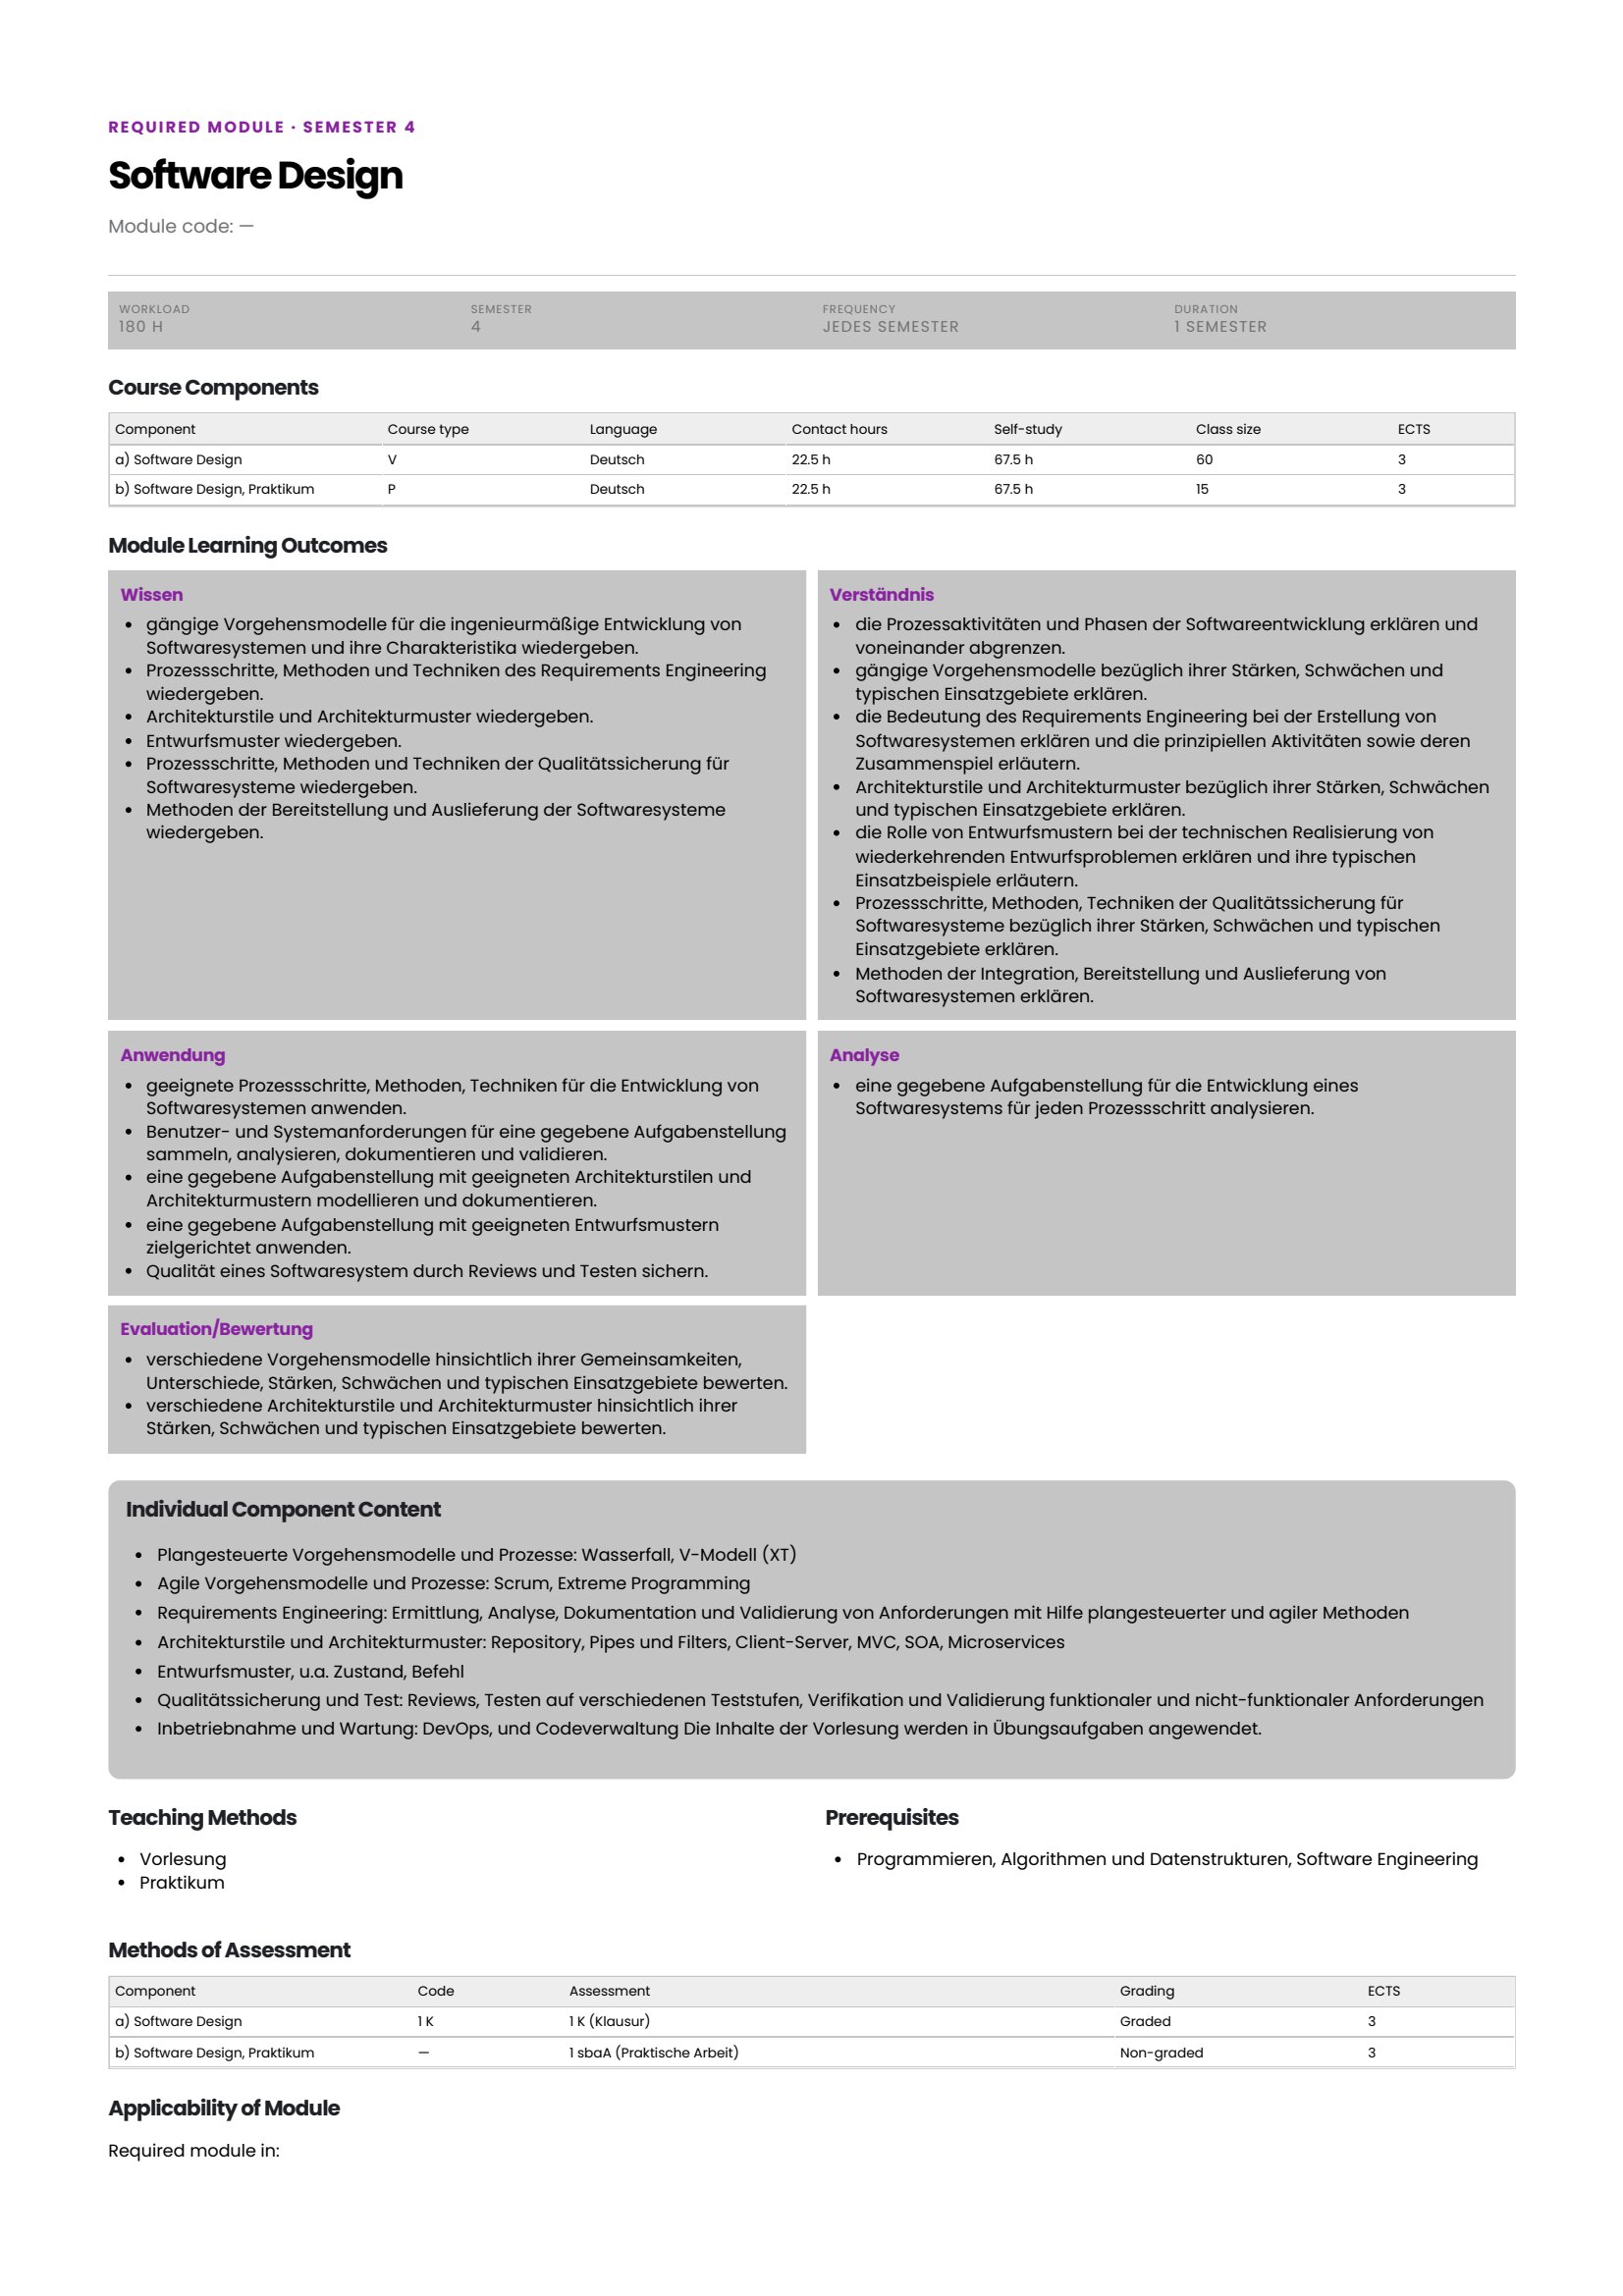 REQUIRED MODULE · SEMESTER 4
Software Design
Module code: —
WORKLOAD SEMESTER FREQUENCY DURATION
180 H 4 JEDES SEMESTER 1 SEMESTER
Course Components
Component Course type Language Contact hours Self-study Class size ECTS
a) Software Design V Deutsch 22.5 h 67.5 h 60 3
b) Software Design, Praktikum P Deutsch 22.5 h 67.5 h 15 3
Module Learning Outcomes
Wissen
• gängige Vorgehensmodelle für die ingenieurmäßige Entwicklung von
Softwaresystemen und ihre Charakteristika wiedergeben.
• Prozessschritte, Methoden und Techniken des Requirements Engineering
wiedergeben.
• Architekturstile und Architekturmuster wiedergeben.
• Entwurfsmuster wiedergeben.
• Prozessschritte, Methoden und Techniken der Qualitätssicherung für
Softwaresysteme wiedergeben.
• Methoden der Bereitstellung und Auslieferung der Softwaresysteme
wiedergeben.
Verständnis
• die Prozessaktivitäten und Phasen der Softwareentwicklung erklären und
voneinander abgrenzen.
• gängige Vorgehensmodelle bezüglich ihrer Stärken, Schwächen und
typischen Einsatzgebiete erklären.
• die Bedeutung des Requirements Engineering bei der Erstellung von
Softwaresystemen erklären und die prinzipiellen Aktivitäten sowie deren
Zusammenspiel erläutern.
• Architekturstile und Architekturmuster bezüglich ihrer Stärken, Schwächen
und typischen Einsatzgebiete erklären.
• die Rolle von Entwurfsmustern bei der technischen Realisierung von
wiederkehrenden Entwurfsproblemen erklären und ihre typischen
Einsatzbeispiele erläutern.
• Prozessschritte, Methoden, Techniken der Qualitätssicherung für
Softwaresysteme bezüglich ihrer Stärken, Schwächen und typischen
Einsatzgebiete erklären.
• Methoden der Integration, Bereitstellung und Auslieferung von
Softwaresystemen erklären.
Anwendung
• geeignete Prozessschritte, Methoden, Techniken für die Entwicklung von
Softwaresystemen anwenden.
• Benutzer- und Systemanforderungen für eine gegebene Aufgabenstellung
sammeln, analysieren, dokumentieren und validieren.
• eine gegebene Aufgabenstellung mit geeigneten Architekturstilen und
Architekturmustern modellieren und dokumentieren.
• eine gegebene Aufgabenstellung mit geeigneten Entwurfsmustern
zielgerichtet anwenden.
• Qualität eines Softwaresystem durch Reviews und Testen sichern.
Analyse
• eine gegebene Aufgabenstellung für die Entwicklung eines
Softwaresystems für jeden Prozessschritt analysieren.
Evaluation/Bewertung
• verschiedene Vorgehensmodelle hinsichtlich ihrer Gemeinsamkeiten,
Unterschiede, Stärken, Schwächen und typischen Einsatzgebiete bewerten.
• verschiedene Architekturstile und Architekturmuster hinsichtlich ihrer
Stärken, Schwächen und typischen Einsatzgebiete bewerten.
Individual Component Content
• Plangesteuerte Vorgehensmodelle und Prozesse: Wasserfall, V-Modell (XT)
• Agile Vorgehensmodelle und Prozesse: Scrum, Extreme Programming
• Requirements Engineering: Ermittlung, Analyse, Dokumentation und Validierung von Anforderungen mit Hilfe plangesteuerter und agiler Methoden
• Architekturstile und Architekturmuster: Repository, Pipes und Filters, Client-Server, MVC, SOA, Microservices
• Entwurfsmuster, u.a. Zustand, Befehl
• Qualitätssicherung und Test: Reviews, Testen auf verschiedenen Teststufen, Verifikation und Validierung funktionaler und nicht-funktionaler Anforderungen
• Inbetriebnahme und Wartung: DevOps, und Codeverwaltung Die Inhalte der Vorlesung werden in Übungsaufgaben angewendet.
Teaching Methods
• Vorlesung
• Praktikum
Prerequisites
• Programmieren, Algorithmen und Datenstrukturen, Software Engineering
Methods of Assessment
Component Code Assessment Grading ECTS
a) Software Design 1 K 1 K (Klausur) Graded 3
b) Software Design, Praktikum — 1 sbaA (Praktische Arbeit) Non-graded 3
Applicability of Module
Required module in: